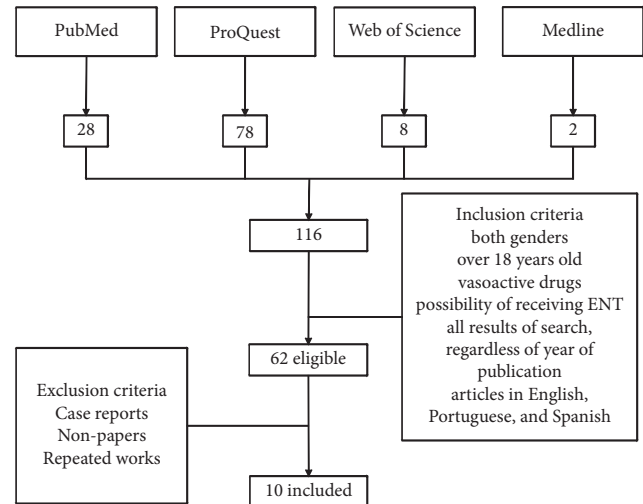 PubMed
ProQuest
Web of Science
Medline
28
78
8
2
116
Inclusion criteria
both genders
over 18 years old
vasoactive drugs
possibility of receiving ENT
all results of search,
regardless of year of
publication
articles in English,
Portuguese, and Spanish
62 eligible
Exclusion criteria
Case reports
Non-papers
Repeated works
10 included